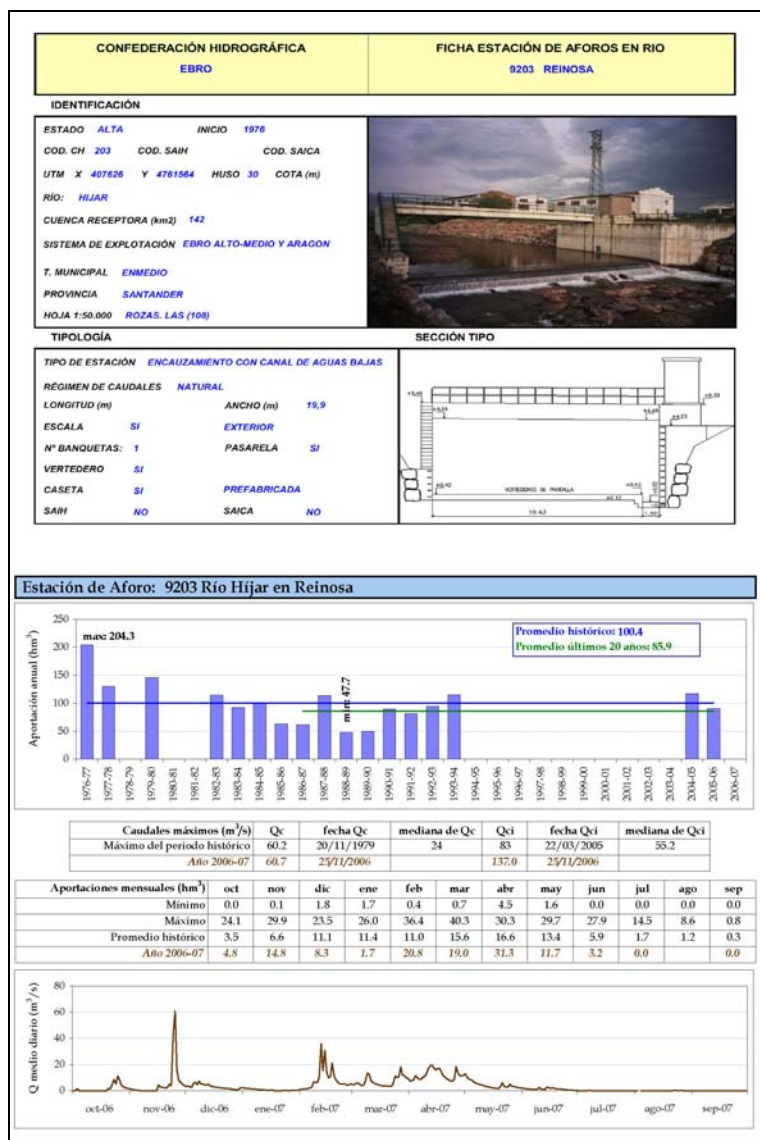 CONFEDERACIÓN HIDROGRÁFICA
EBRO
FICHA ESTACIÓN DE AFOROS EN RIO
9203 REINOSA
IDENTIFICACIÓN
ESTADO ALTA INICIO 1976
COD. CH 203 COD. SAIH COD. SAICA
UTM X 407626 Y 4761564 HUSO 30 COTA (m)
RÍO: HIJAR
CUENCA RECEPTORA (km2) 142
SISTEMA DE EXPLOTACIÓN EBRO ALTO-MEDIO Y ARAGON
T. MUNICIPAL ENMEDIO
PROVINCIA SANTANDER
HOJA 1:50.000 ROZAS. LAS (108)
TIPOLOGÍA
TIPO DE ESTACIÓN ENCAUZAMIENTO CON CANAL DE AGUAS BAJAS
RÉGIMEN DE CAUDALES NATURAL
LONGITUD (m) ANCHO (m) 19,9
ESCALA SI EXTERIOR
Nº BANQUETAS: 1 PASARELA SI
VERTEDERO SI
CASETA SI PREFABRICADA
SAIH NO SAICA NO
SECCIÓN TIPO
VERTEDEROS DE PANTALLA
Estación de Aforo: 9203 Río Híjar en Reinosa
Aportación anual (hm³)
250
200
150
100
50
0
max: 204.3
min: 47.7
Promedio histórico: 100.4
Promedio últimos 20 años: 85.9
1976-77 1977-78 1978-79 1979-80 1980-81 1981-82 1982-83 1983-84 1984-85 1985-86 1986-87 1987-88 1988-89 1989-90 1990-91 1991-92 1992-93 1993-94 1994-95 1995-96 1996-97 1997-98 1998-99 1999-00 2000-01 2001-02 2002-03 2003-04 2004-05 2005-06 2006-07
Caudales máximos (m³/s) Qc fecha Qc mediana de Qc Qci fecha Qci mediana de Qci
Máximo del periodo histórico 60.2 20/11/1979 24 83 22/03/2005 55.2
Año 2006-07 60.7 25/11/2006 137.0 25/11/2006
Aportaciones mensuales (hm³) oct nov dic ene feb mar abr may jun jul ago sep
Mínimo 0.0 0.1 1.8 1.7 0.4 0.7 4.5 1.6 0.0 0.0 0.0 0.0
Máximo 24.1 29.9 23.5 26.0 36.4 40.3 30.3 29.7 27.9 14.5 8.6 0.8
Promedio histórico 3.5 6.6 11.1 11.4 11.0 15.6 16.6 13.4 5.9 1.7 1.2 0.3
Año 2006-07 4.8 14.8 8.3 1.7 20.8 19.0 31.3 11.7 3.2 0.0 0.0
Q medio diario (m³/s)
80
60
40
20
0
oct-06 nov-06 dic-06 ene-07 feb-07 mar-07 abr-07 may-07 jun-07 jul-07 ago-07 sep-07